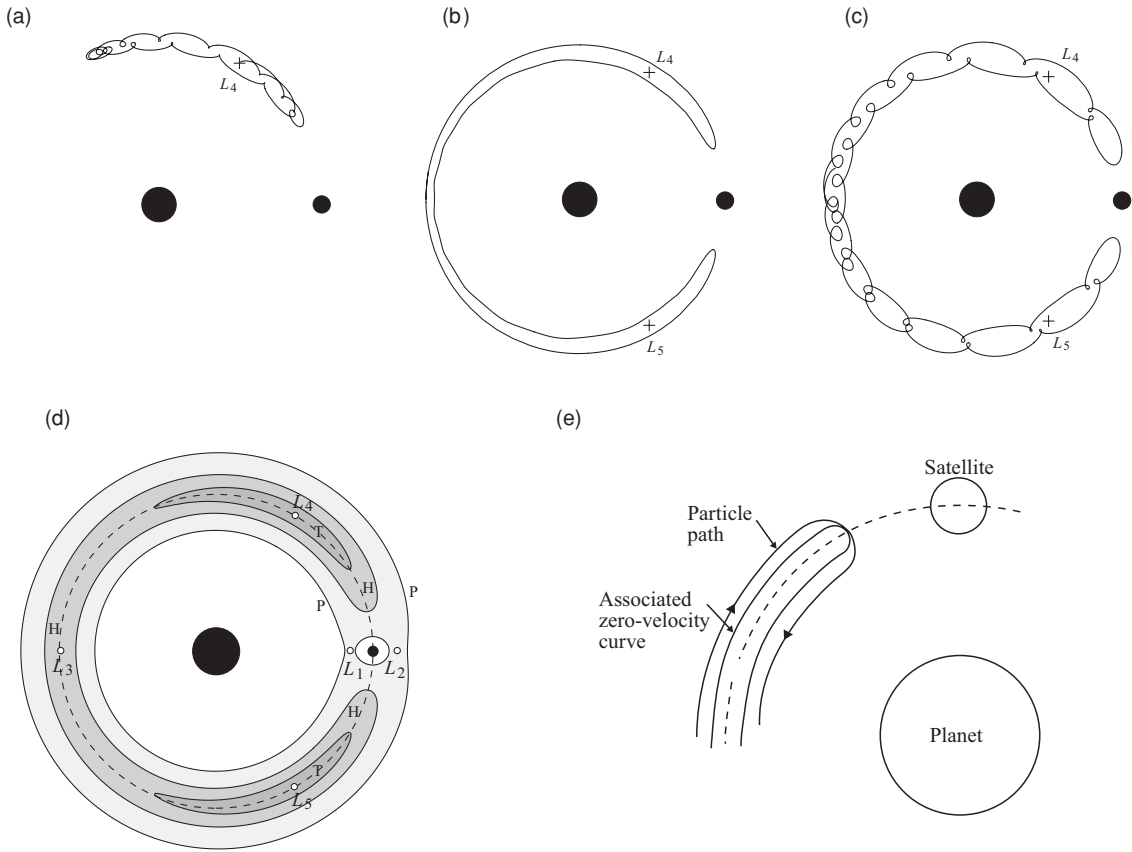 (a)
L4
(b)
L4
L5
(c)
L4
L5
(d)
L4
T
H
P
P
H
L3
L1
L2
H
T
L5
(e)
Satellite
Particle
path
Associated
zero-velocity
curve
Planet